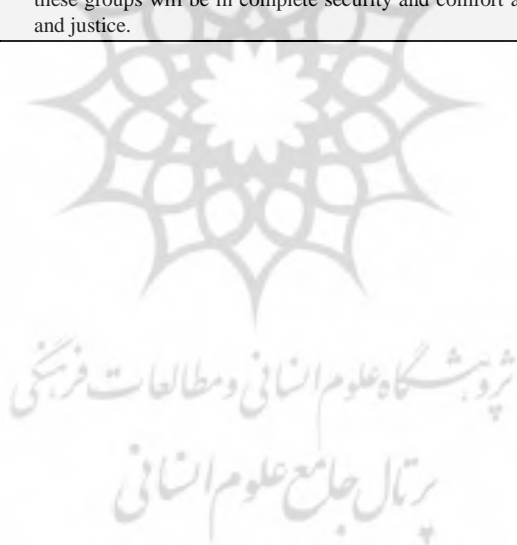 these groups will be in complete security and comfort a
and justice.
پژوهشگاه علوم انسانی و مطالعات فرهنگی
پرتال جامع علوم انسانی